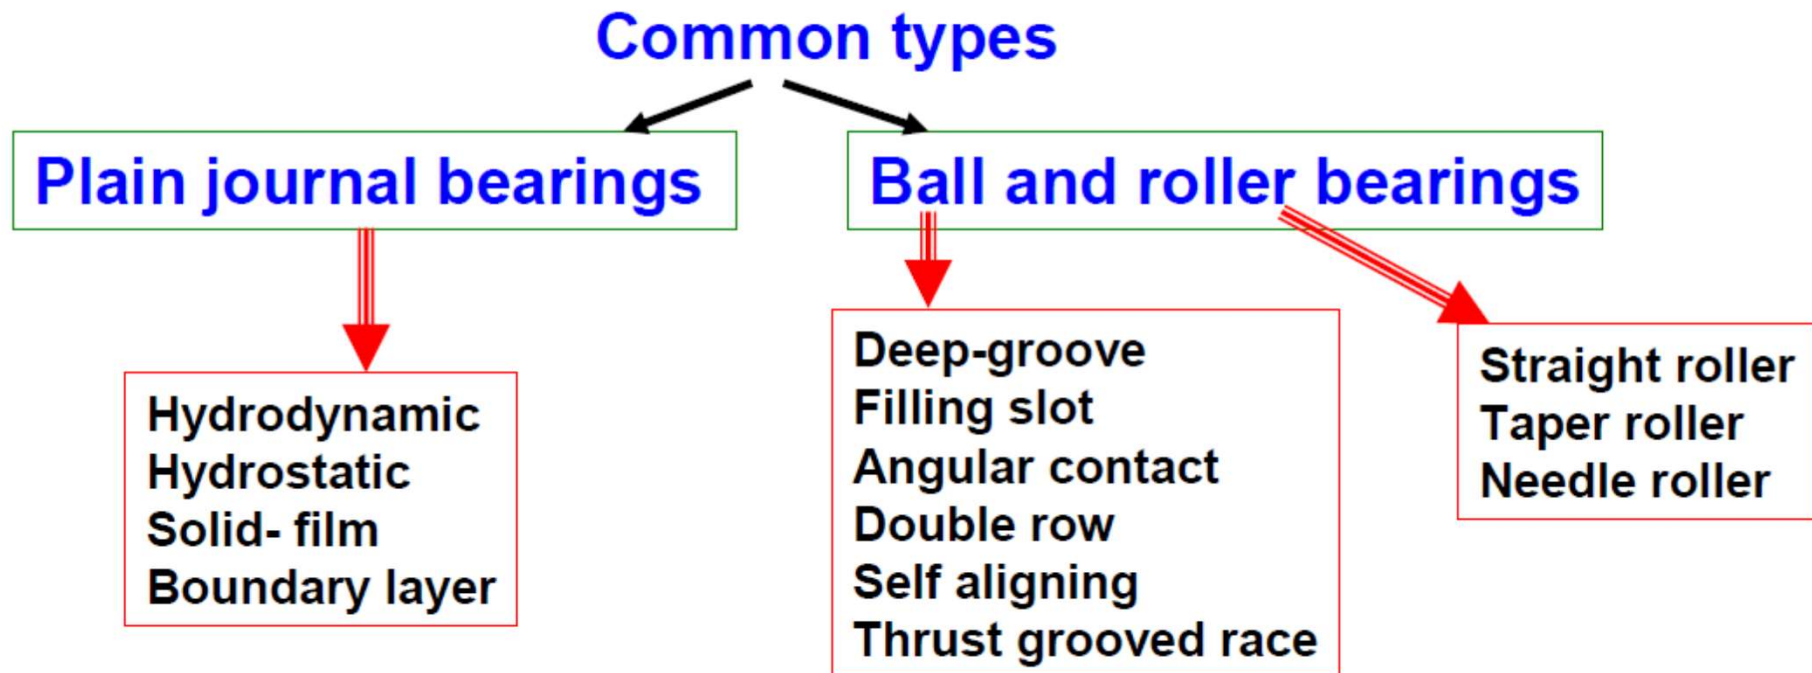 Common types
Plain journal bearings
Ball and roller bearings
Hydrodynamic
Hydrostatic
Solid- film
Boundary layer
Deep-groove
Filling slot
Angular contact
Double row
Self aligning
Thrust grooved race
Straight roller
Taper roller
Needle roller